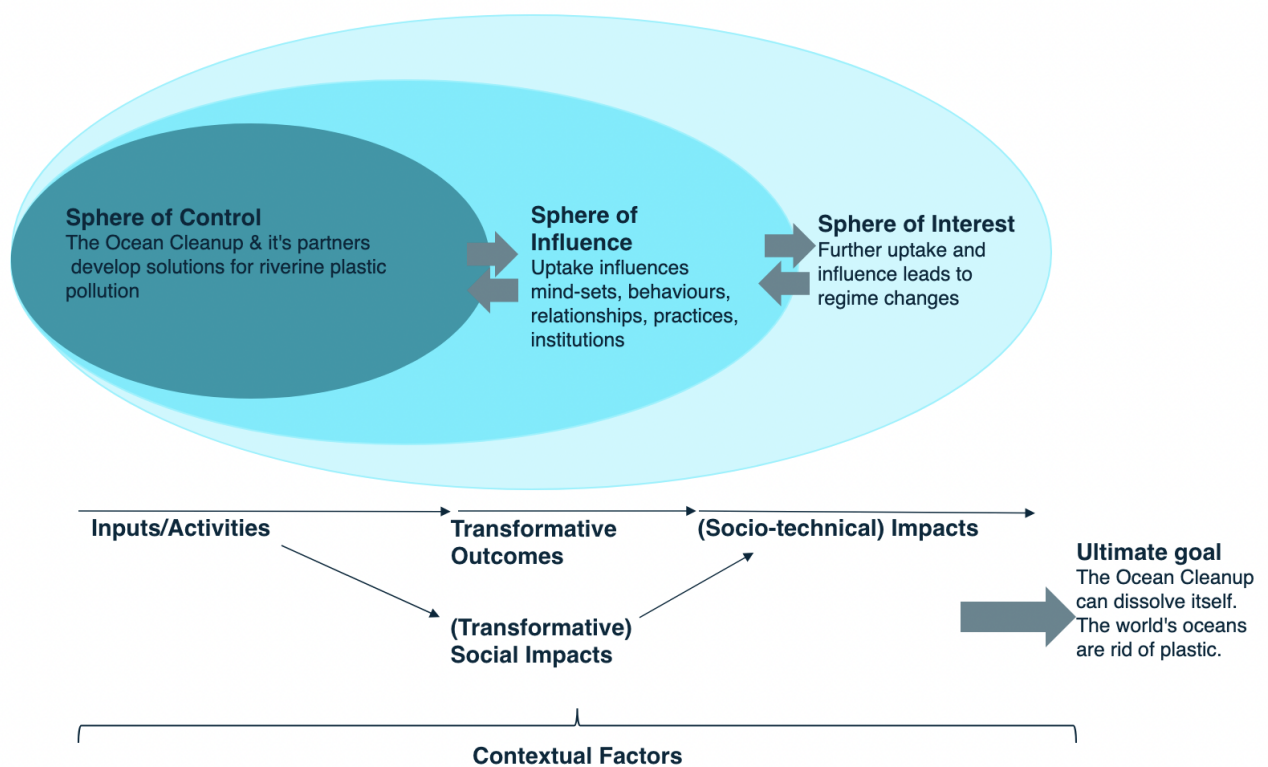 Sphere of Control
The Ocean Cleanup & it's partners
develop solutions for riverine plastic
pollution
Sphere of
Influence
Uptake influences
mind-sets, behaviours,
relationships, practices,
institutions
Sphere of Interest
Further uptake and
influence leads to
regime changes
Inputs/Activities
Transformative
Outcomes
(Socio-technical) Impacts
(Transformative)
Social Impacts
Ultimate goal
The Ocean Cleanup
can dissolve itself.
The world's oceans
are rid of plastic.
Contextual Factors